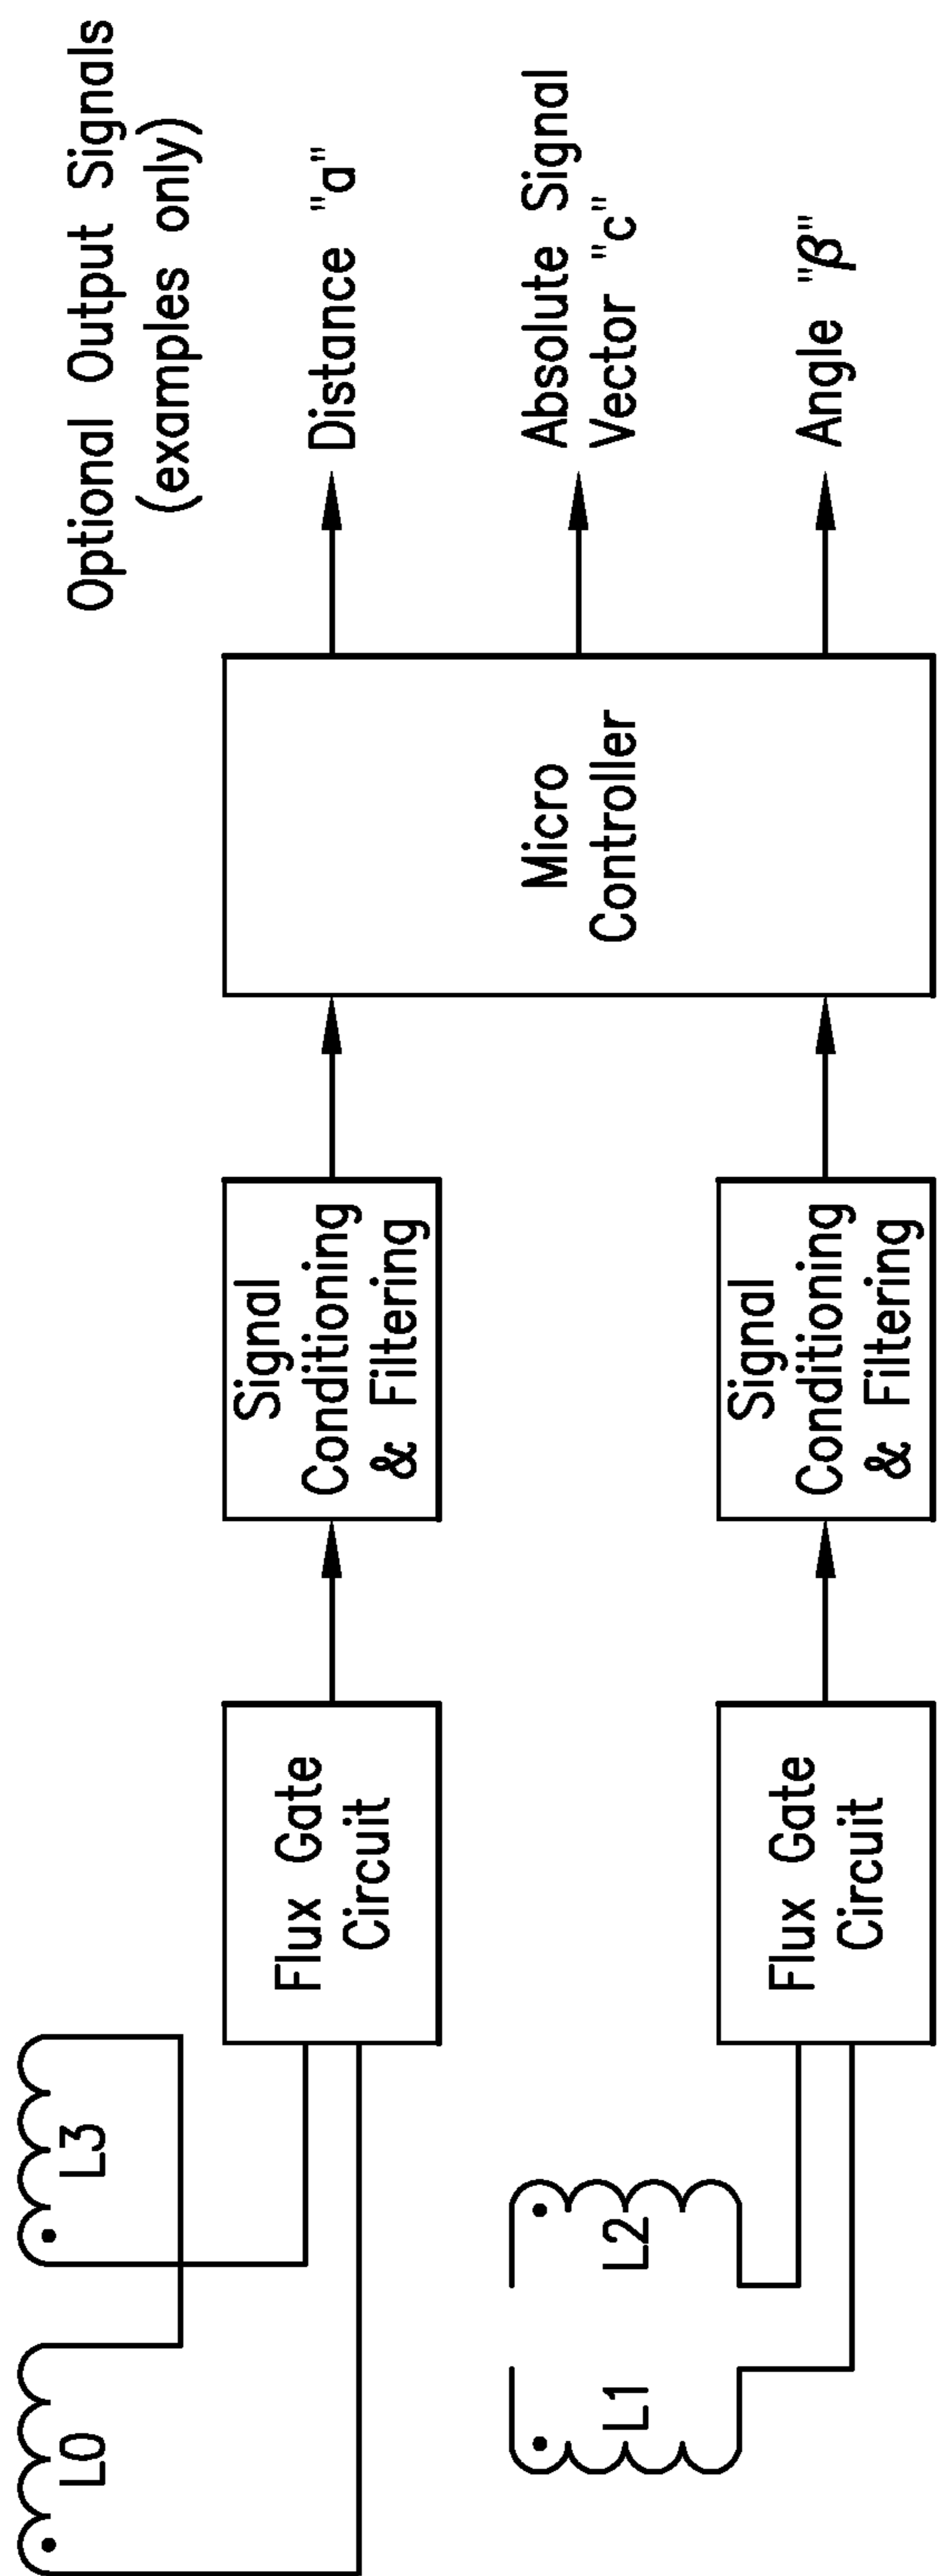 Optional Output Signals
(examples only)
L0
L3
Flux Gate
Circuit
Signal
Conditioning
& Filtering
Micro
Controller
Distance "a"
Absolute Signal
Vector "c"
Angle "β"
L1
L2
Flux Gate
Circuit
Signal
Conditioning
& Filtering